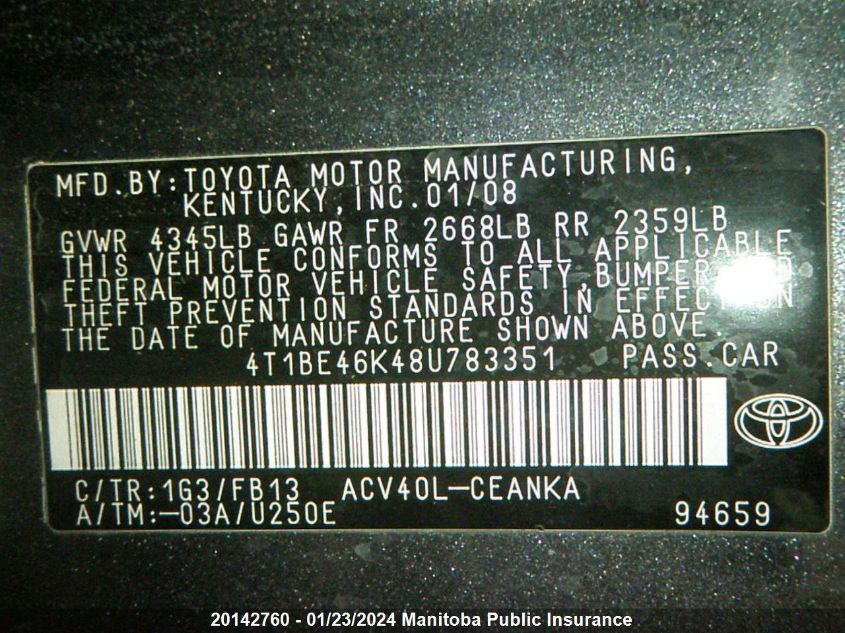 MFD.BY:TOYOTA MOTOR MANUFACTURING,
KENTUCKY,INC.01/08
GVWR 4345LB GAWR FR 2668LB RR 2359LB
THIS VEHICLE CONFORMS TO ALL APPLICABLE
FEDERAL MOTOR VEHICLE SAFETY,BUMPER,
THEFT PREVENTION STANDARDS IN EFFECT ON
THE DATE OF MANUFACTURE SHOWN ABOVE.
4T1BE46K48U783351 PASS.CAR
C/TR:1G3/FB13 ACV40L-CEANKA
A/TM:-03A/U250E 94659
20142760 - 01/23/2024 Manitoba Public Insurance